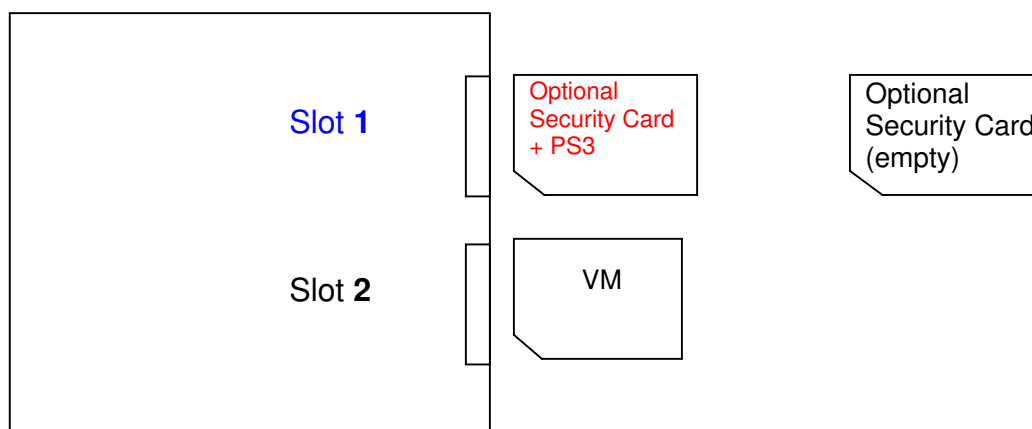 Slot 1
Optional
Security Card
+ PS3
Optional
Security Card
(empty)
Slot 2
VM